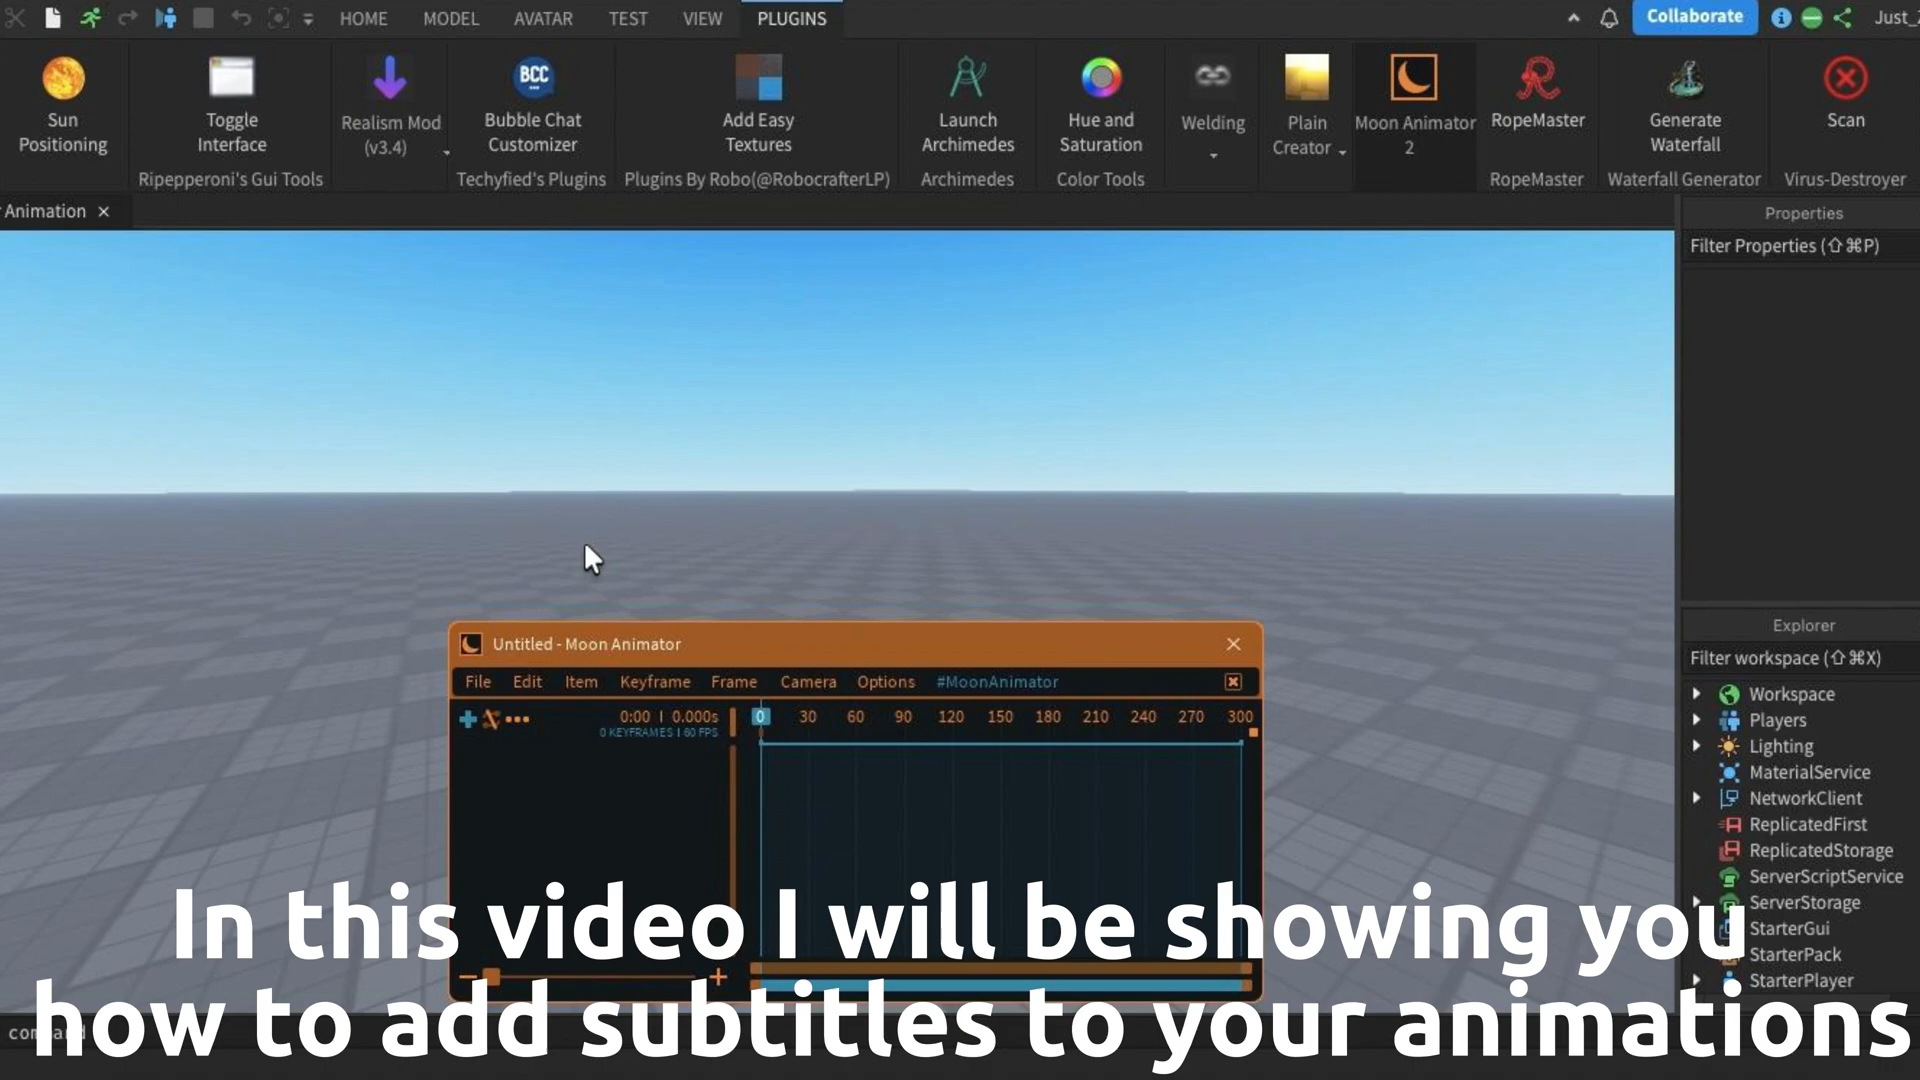 HOME MODEL AVATAR TEST VIEW PLUGINS Collaborate
Sun Positioning
Toggle Interface
Ripepperoni's Gui Tools
Realism Mod (v3.4)
BCC
Bubble Chat Customizer
Techyfied's Plugins
Add Easy Textures
Plugins By Robo(@RobocrafterLP)
Launch Archimedes
Archimedes
Hue and Saturation
Color Tools
Welding
Plain Creator
Moon Animator 2
RopeMaster
RopeMaster
Generate Waterfall
Waterfall Generator
Scan
Virus-Destroyer
Animation
Properties
Filter Properties (⇧⌘P)
Untitled - Moon Animator
File Edit Item Keyframe Frame Camera Options #MoonAnimator
0:00 | 0.000s
0 KEYFRAMES | 60 FPS
0 30 60 90 120 150 180 210 240 270 300
Explorer
Filter workspace (⇧⌘X)
Workspace
Players
Lighting
MaterialService
NetworkClient
ReplicatedFirst
ReplicatedStorage
ServerScriptService
ServerStorage
StarterGui
StarterPack
StarterPlayer
In this video I will be showing you
how to add subtitles to your animations